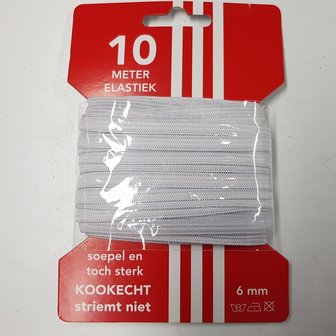 10
METER
ELASTIEK
soepel en
toch sterk
KOOKECHT
striemt niet
6 mm